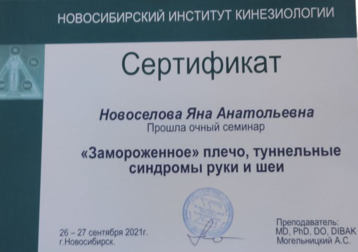 НОВОСИБИРСКИЙ ИНСТИТУТ КИНЕЗИОЛОГИИ
Сертификат
Новоселова Яна Анатольевна
Прошла очный семинар
«Замороженное» плечо, туннельные
синдромы руки и шеи
26 – 27 сентября 2021г.
г.Новосибирск.
Преподаватель:
MD, PhD, DO, DIBAK
Могельницкий А.С.